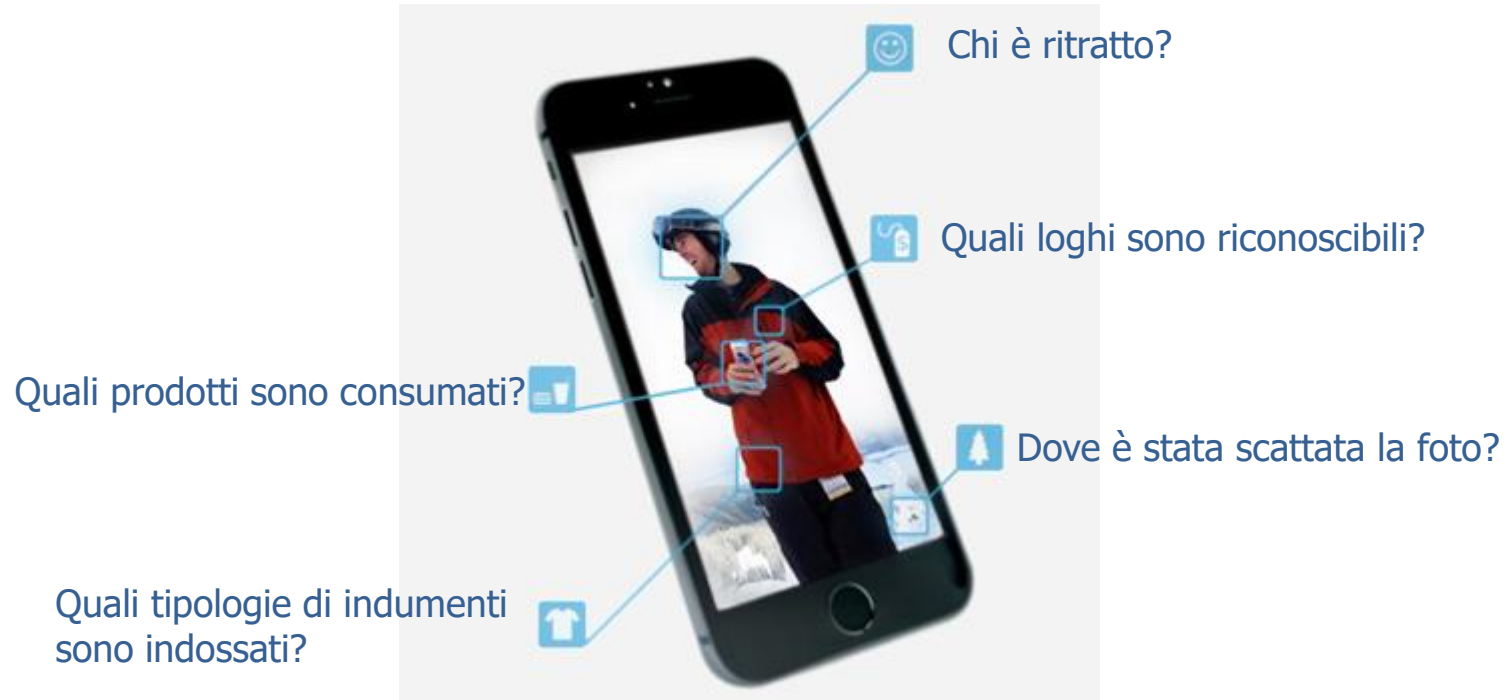 Chi è ritratto?
Quali loghi sono riconoscibili?
Quali prodotti sono consumati?
Dove è stata scattata la foto?
Quali tipologie di indumenti
sono indossati?